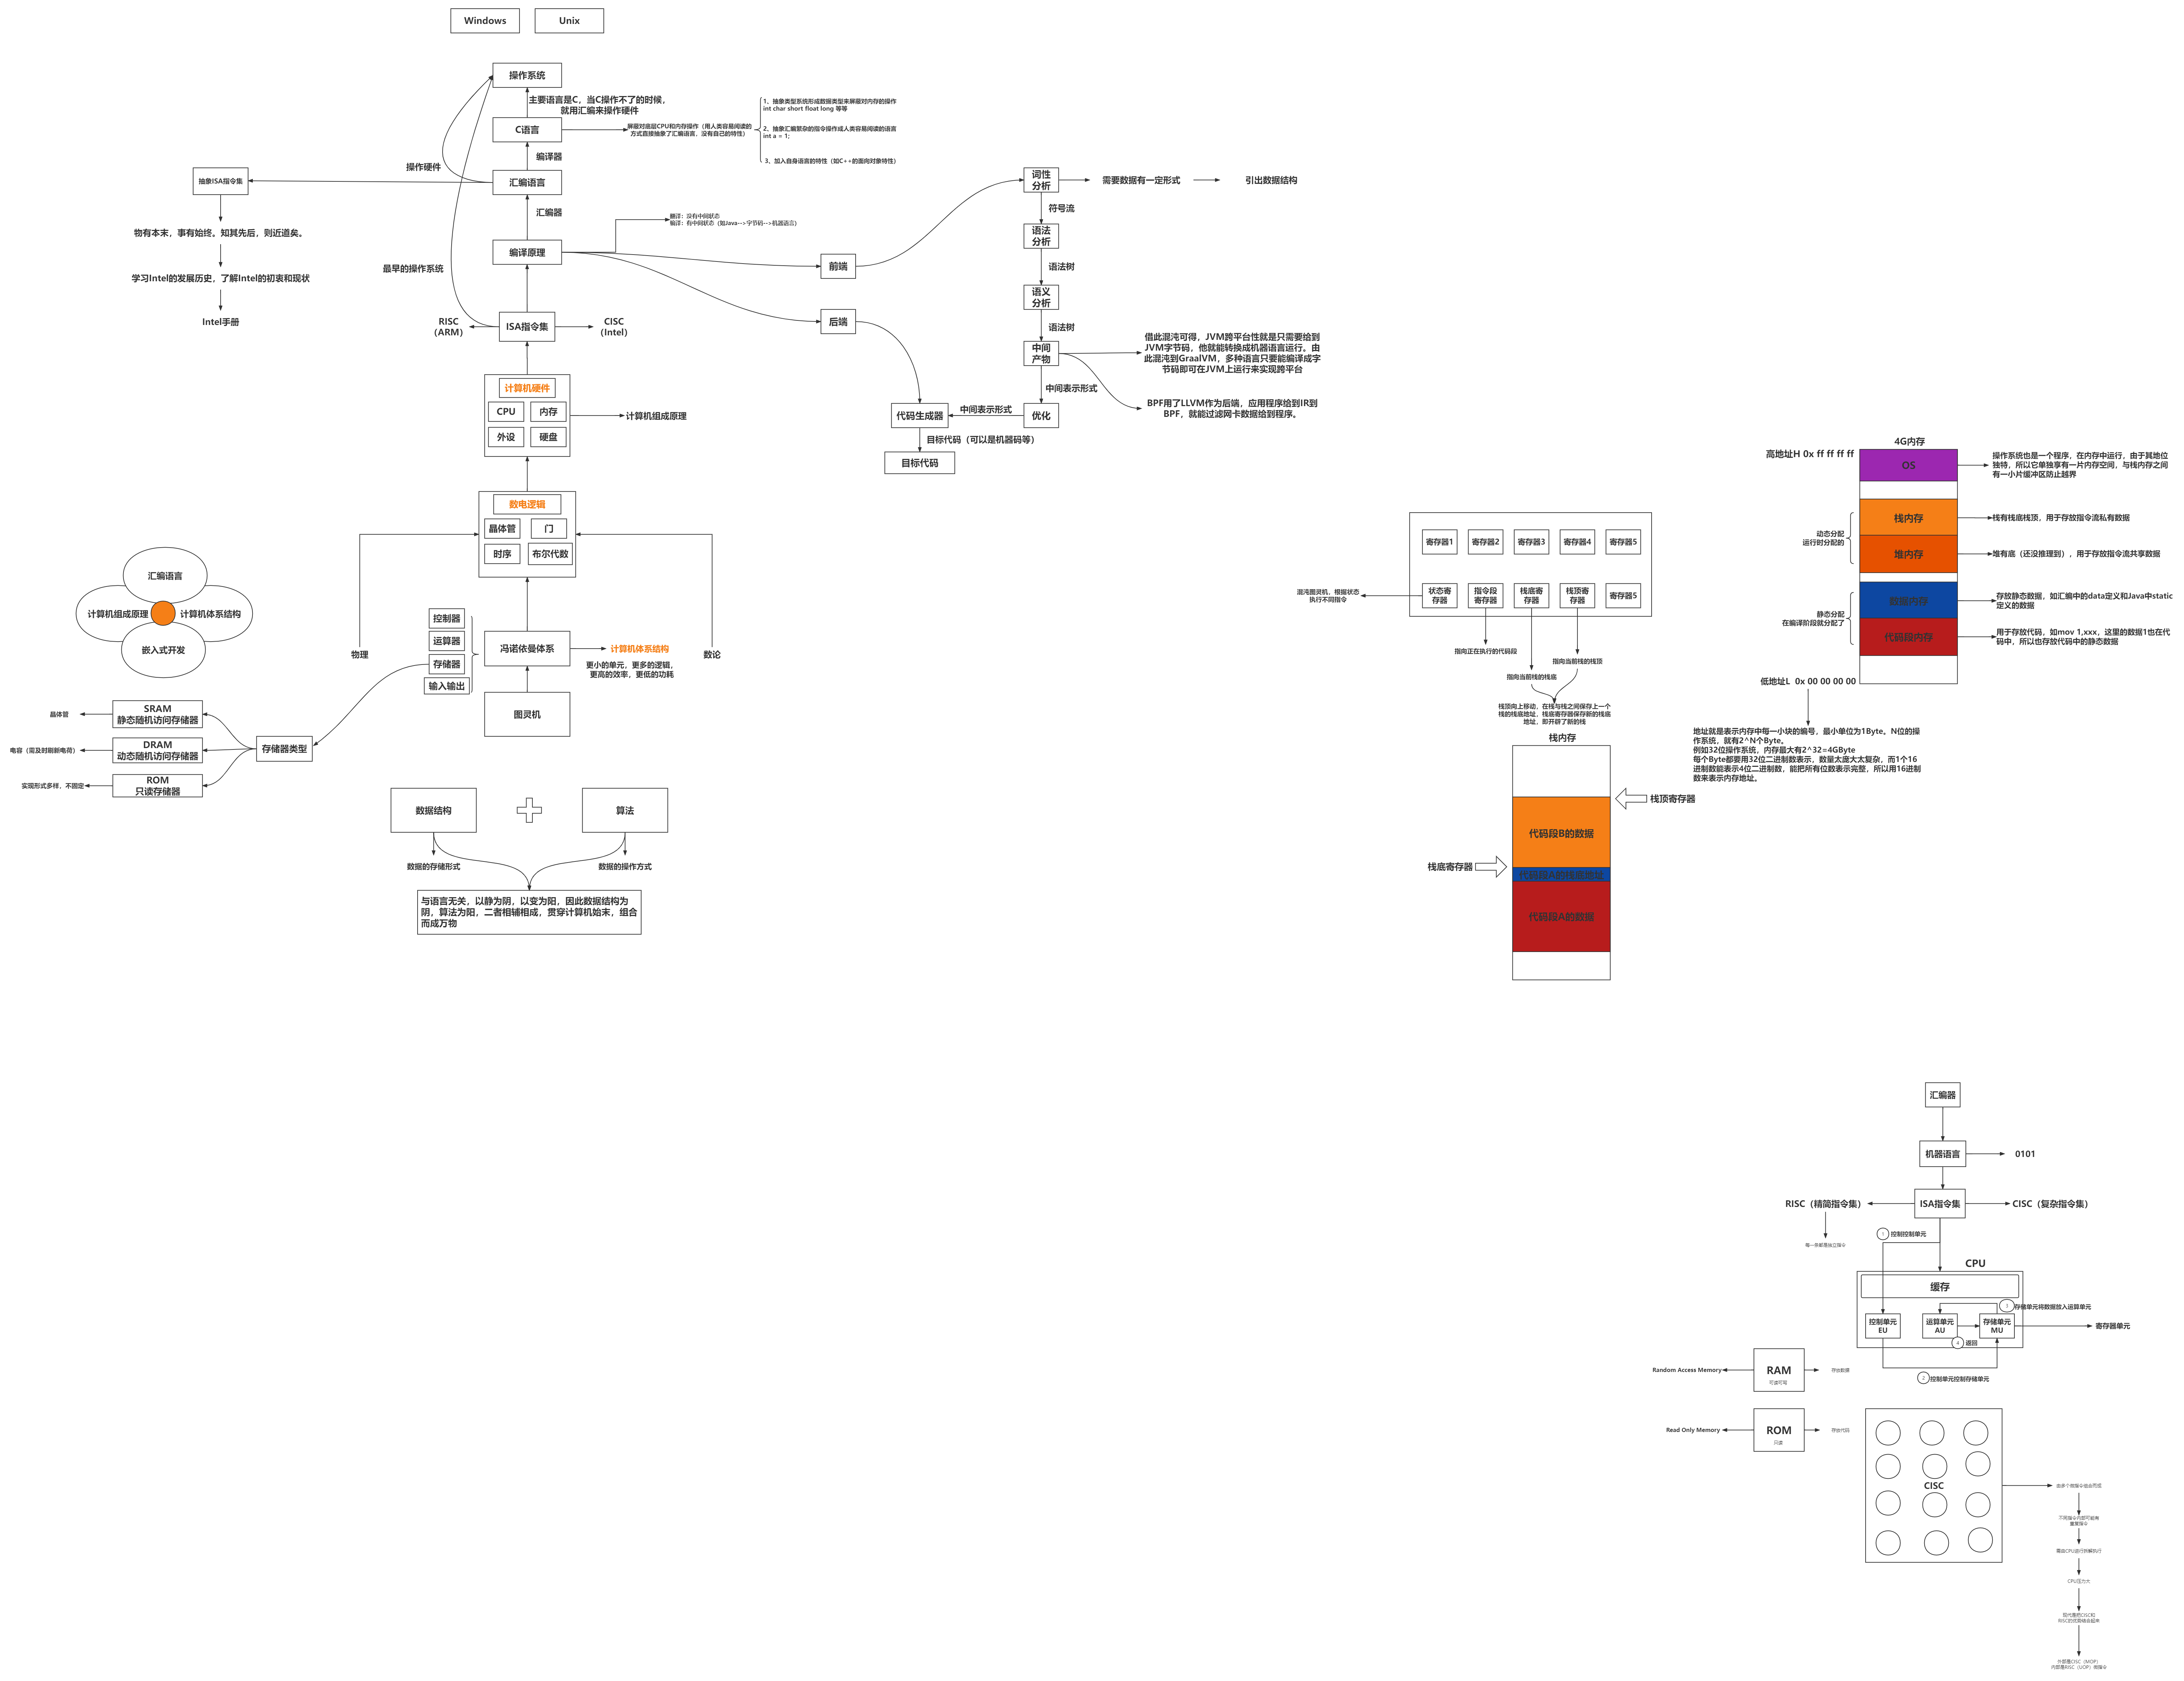 Windows
Unix
操作系统
主要语言是C，当C操作不了的时候，
就用汇编来操作硬件
C语言
屏蔽对底层CPU和内存操作（用人类容易阅读的
方式直接抽象了汇编语言，没有自己的特性）
1、抽象类型系统形成数据类型来屏蔽对内存的操作
int char short float long 等等
2、抽象汇编繁杂的指令操作成人类容易阅读的语言
int a = 1;
3、加入自身语言的特性（如C++的面向对象特性）
编译器
操作硬件
汇编语言
抽象ISA指令集
汇编器
物有本末，事有始终。知其先后，则近道矣。
学习Intel的发展历史，了解Intel的初衷和现状
Intel手册
翻译：没有中间状态
编译：有中间状态（如Java-->字节码-->机器语言）
编译原理
最早的操作系统
前端
后端
RISC
（ARM）
ISA指令集
CISC
（Intel）
词性
分析
需要数据有一定形式
引出数据结构
符号流
语法
分析
语法树
语义
分析
语法树
中间
产物
借此混沌可得，JVM跨平台性就是只需要给到
JVM字节码，他就能转换成机器语言运行。由
此混沌到GraalVM，多种语言只要能编译成字
节码即可在JVM上运行来实现跨平台
中间表示形式
BPF用了LLVM作为后端，应用程序给到IR到
BPF，就能过滤网卡数据给到程序。
优化
中间表示形式
代码生成器
目标代码（可以是机器码等）
目标代码
计算机硬件
CPU
内存
外设
硬盘
计算机组成原理
数电逻辑
晶体管
门
时序
布尔代数
物理
数论
汇编语言
计算机组成原理
计算机体系结构
嵌入式开发
控制器
运算器
存储器
输入输出
冯诺依曼体系
计算机体系结构
更小的单元，更多的逻辑，
更高的效率，更低的功耗
图灵机
存储器类型
SRAM
静态随机访问存储器
晶体管
DRAM
动态随机访问存储器
电容（需及时刷新电荷）
ROM
只读存储器
实现形式多样，不固定
数据结构
算法
数据的存储形式
数据的操作方式
与语言无关，以静为阴，以变为阳，因此数据结构为
阴，算法为阳，二者相辅相成，贯穿计算机始末，组合
而成万物
寄存器1
寄存器2
寄存器3
寄存器4
寄存器5
状态寄
存器
指令段
寄存器
栈底寄
存器
栈顶寄
存器
寄存器5
混沌图灵机，根据状态
执行不同指令
指向正在执行的代码段
指向当前栈的栈顶
指向当前栈的栈底
栈顶向上移动，在栈与栈之间保存上一个
栈的栈底地址，栈底寄存器保存新的栈底
地址，即开辟了新的栈
栈内存
栈顶寄存器
代码段B的数据
栈底寄存器
代码段A的栈底地址
代码段A的数据
4G内存
高地址H 0x ff ff ff ff
OS
操作系统也是一个程序，在内存中运行，由于其地位
独特，所以它单独享有一片内存空间，与栈内存之间
有一小片缓冲区防止越界
动态分配
运行时分配的
栈内存
栈有栈底栈顶，用于存放指令流私有数据
堆内存
堆有底（还没推理到），用于存放指令流共享数据
静态分配
在编译阶段就分配了
数据内存
存放静态数据，如汇编中的data定义和Java中static
定义的数据
代码段内存
用于存放代码，如mov 1,xxx，这里的数据1也在代
码中，所以也存放代码中的静态数据
低地址L 0x 00 00 00 00
地址就是表示内存中每一小块的编号，最小单位为1Byte。N位的操
作系统，就有2^N个Byte。
例如32位操作系统，内存最大有2^32=4GByte
每个Byte都要用32位二进制数表示，数量太庞大太复杂，而1个16
进制数能表示4位二进制数，能把所有位数表示完整，所以用16进制
数来表示内存地址。
汇编器
机器语言
0101
RISC（精简指令集）
ISA指令集
CISC（复杂指令集）
每一条都是独立指令
1
控制控制单元
CPU
缓存
3
存储单元将数据放入运算单元
控制单元
EU
运算单元
AU
存储单元
MU
寄存器单元
4
返回
2
控制单元控制存储单元
Random Access Memory
RAM
可读可写
存放数据
Read Only Memory
ROM
只读
存放代码
CISC
由多个微指令组合而成
不同指令内部可能有
重复指令
需由CPU进行拆解执行
CPU压力大
现代是把CISC和
RISC的优势结合起来
外部是CISC（MOP）
内部是RISC（UOP）微指令